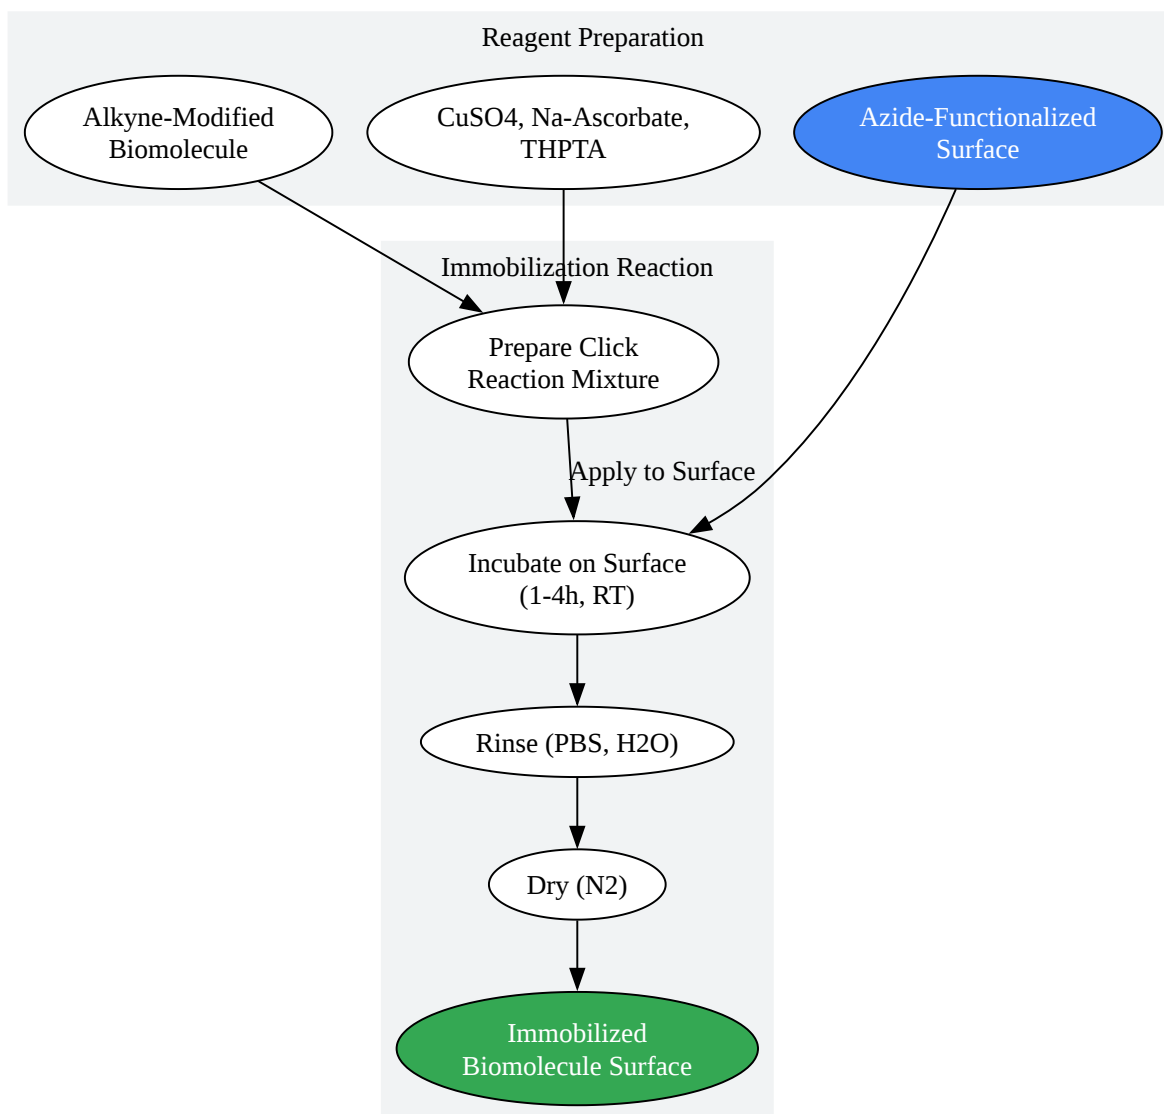 Reagent Preparation
Alkyne-Modified
Biomolecule
CuSO4, Na-Ascorbate,
THPTA
Azide-Functionalized
Surface
Immobilization Reaction
Prepare Click
Reaction Mixture
Apply to Surface
Incubate on Surface
(1-4h, RT)
Rinse (PBS, H2O)
Dry (N2)
Immobilized
Biomolecule Surface